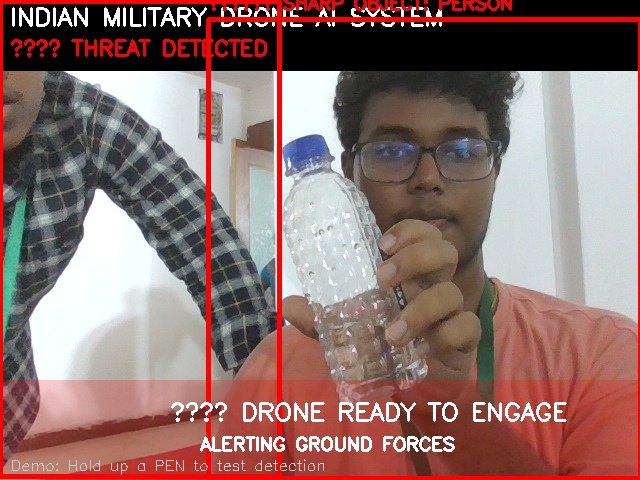 SHARP OBJECT: PERSON
INDIAN MILITARY DRONE AI SYSTEM
???? THREAT DETECTED
???? DRONE READY TO ENGAGE
ALERTING GROUND FORCES
Demo: Hold up a PEN to test detection